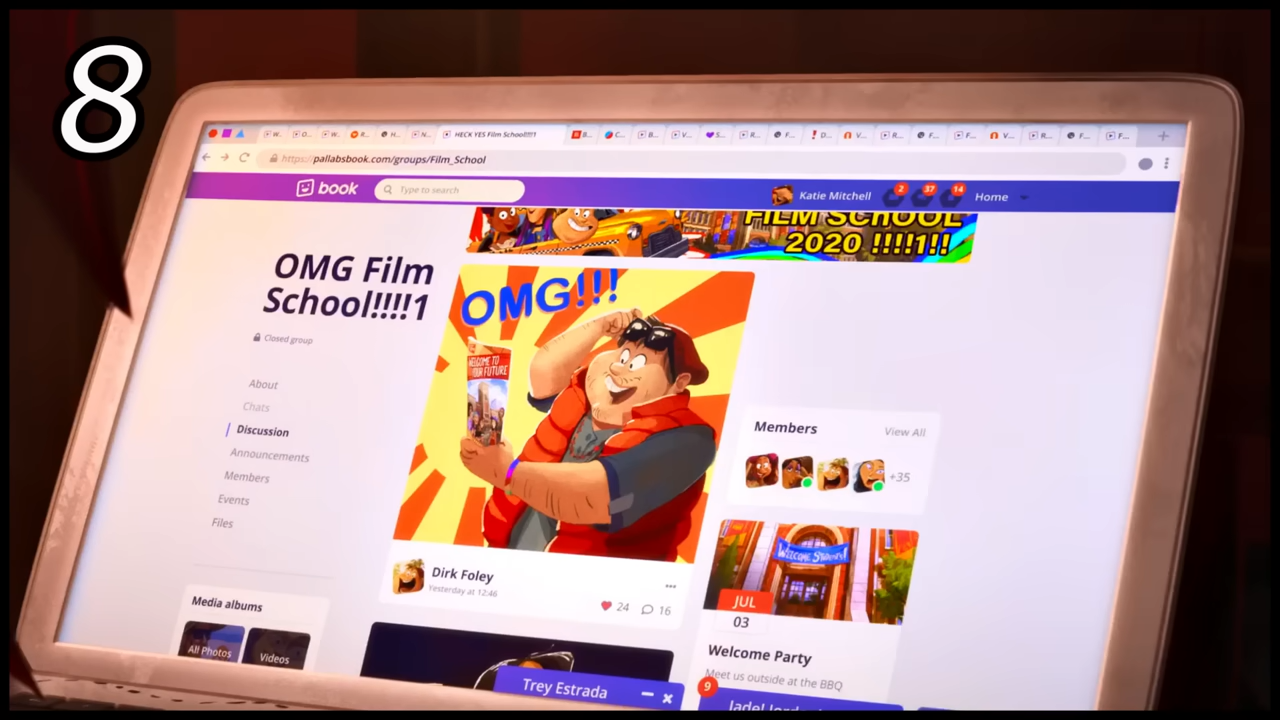 8
HECK YES Film School!!!!1
https://pallabsbook.com/groups/Film_School
book
Type to search
Katie Mitchell
2
37
14
Home
FILM SCHOOL
2020 !!!!1!!
OMG Film
School!!!!1
Closed group
About
Chats
Discussion
Announcements
Members
Events
Files
Media albums
All Photos
Videos
OMG!!!
WELCOME TO
YOUR FUTURE
Dirk Foley
Yesterday at 12:46
24
16
Members
View All
+35
WELCOME STUDENTS!
JUL
03
Welcome Party
Meet us outside at the BBQ
Trey Estrada
9